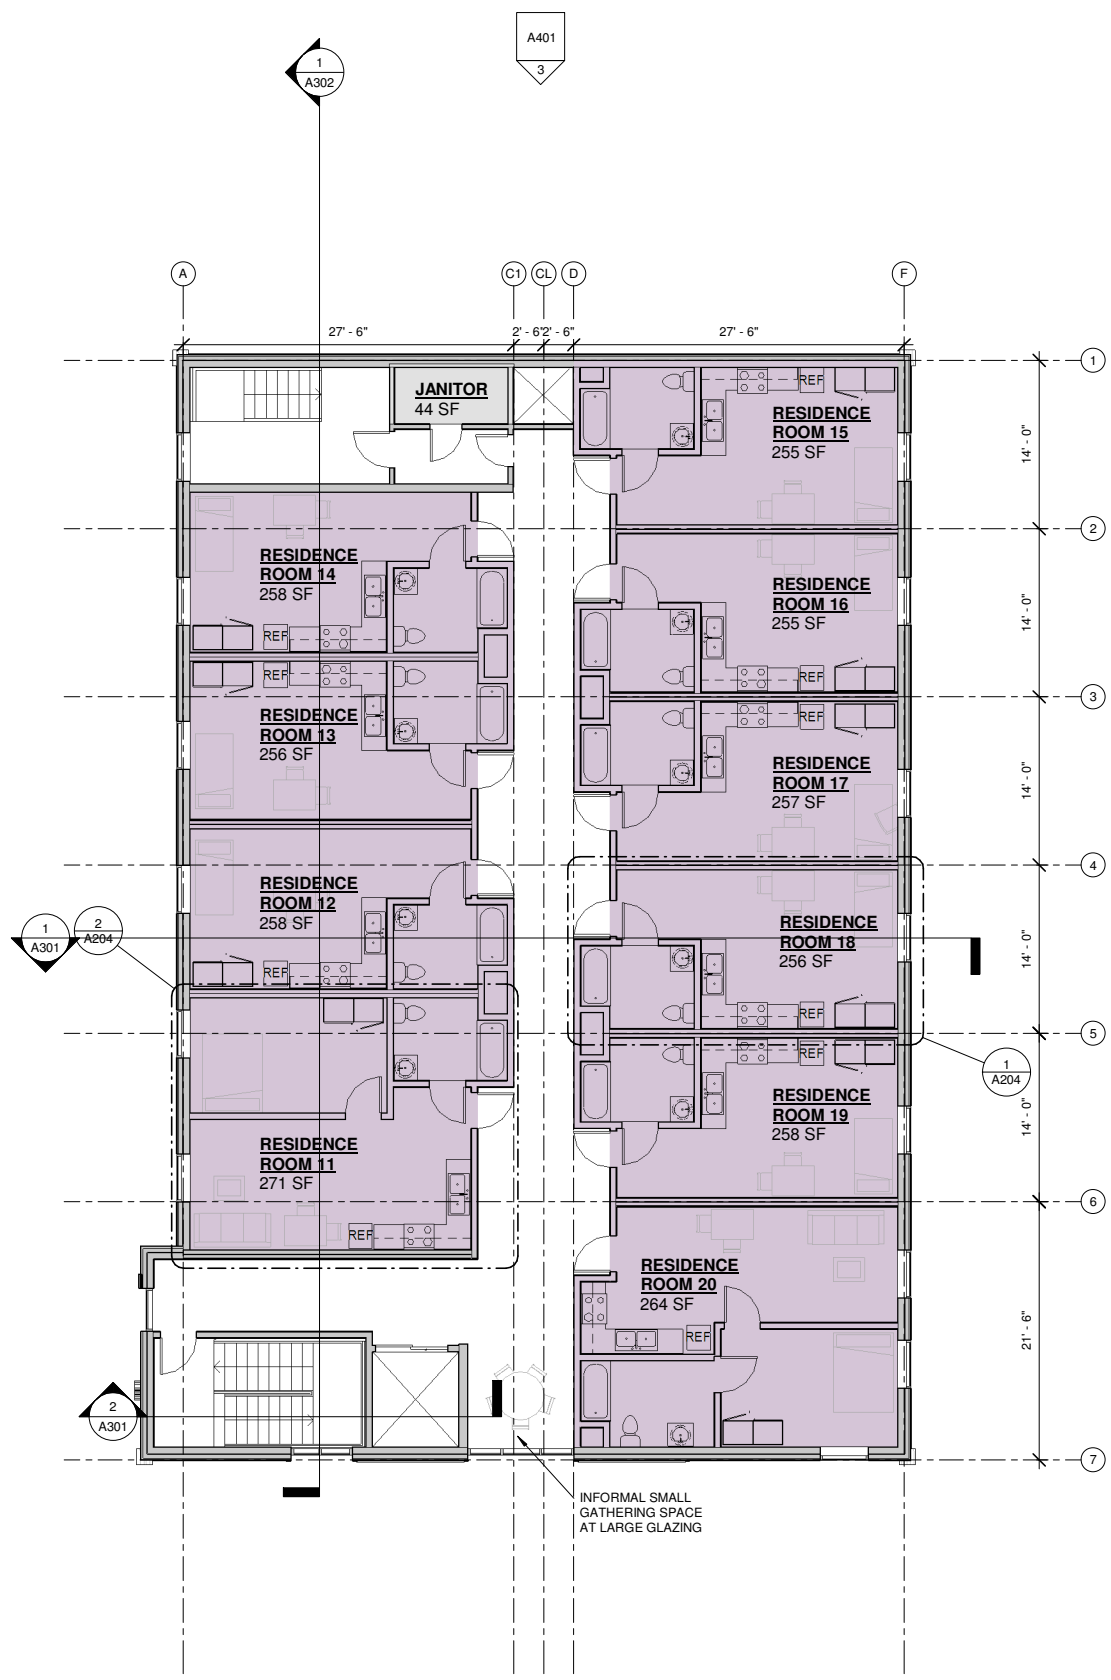 A401
3
1
A302
A
C1
CL
D
F
27' - 6"
2' - 6"
2' - 6"
27' - 6"
1
JANITOR
44 SF
REF
RESIDENCE
ROOM 15
255 SF
14' - 0"
2
RESIDENCE
ROOM 14
258 SF
REF
RESIDENCE
ROOM 16
255 SF
REF
14' - 0"
3
REF
RESIDENCE
ROOM 13
256 SF
REF
RESIDENCE
ROOM 17
257 SF
14' - 0"
4
RESIDENCE
ROOM 12
258 SF
REF
RESIDENCE
ROOM 18
256 SF
REF
14' - 0"
1
A301
2
A204
5
1
A204
REF
RESIDENCE
ROOM 19
258 SF
14' - 0"
RESIDENCE
ROOM 11
271 SF
REF
6
RESIDENCE
ROOM 20
264 SF
REF
21' - 6"
2
A301
7
INFORMAL SMALL
GATHERING SPACE
AT LARGE GLAZING